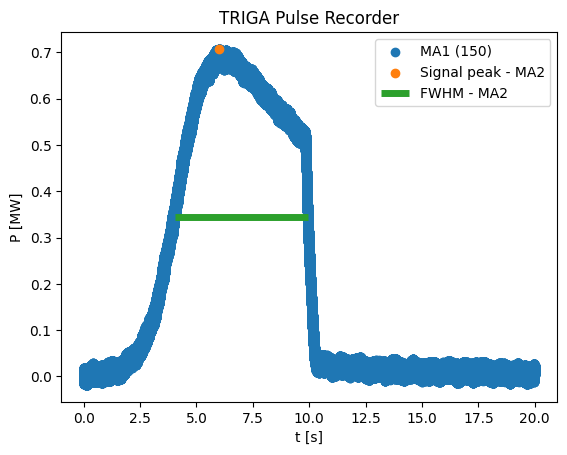 TRIGA Pulse Recorder
MA1 (150)
Signal peak - MA2
FWHM - MA2
P [MW]
0.7
0.6
0.5
0.4
0.3
0.2
0.1
0.0
0.0 2.5 5.0 7.5 10.0 12.5 15.0 17.5 20.0
t [s]